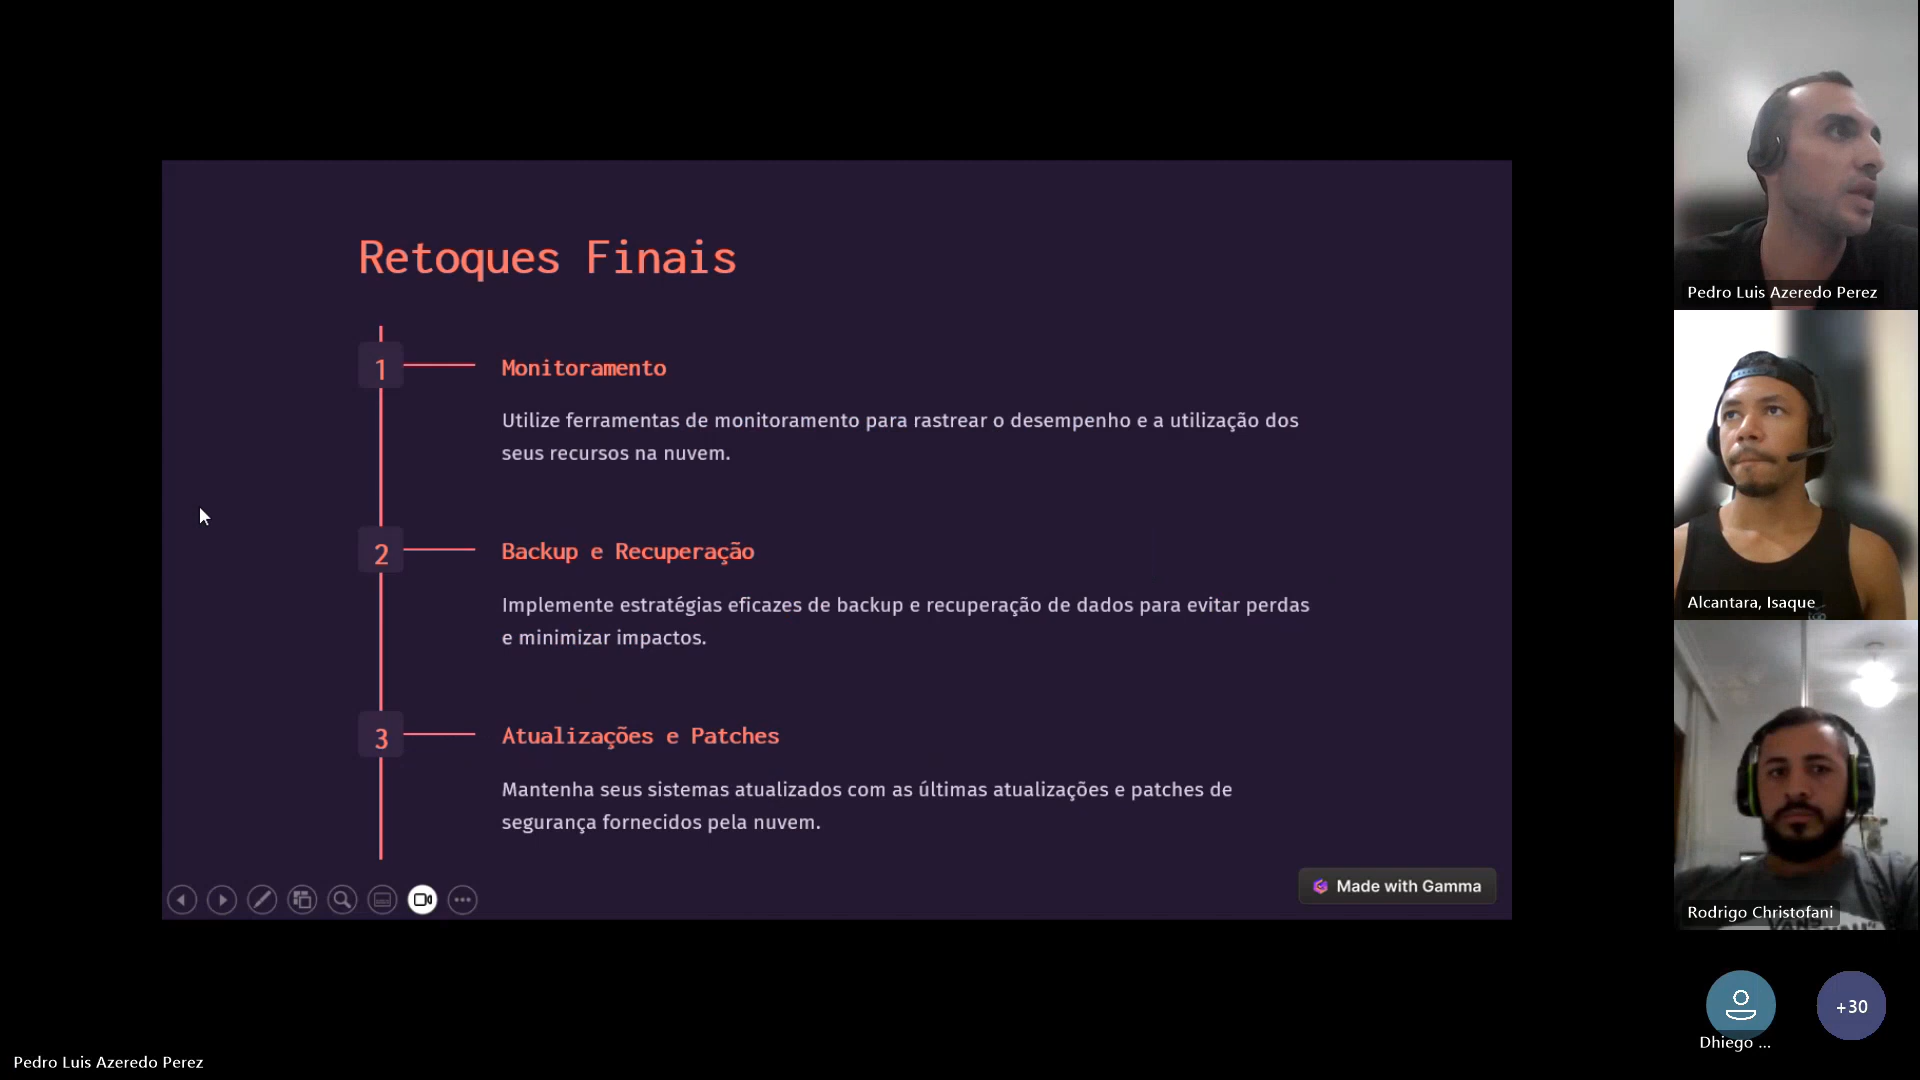 Retoques Finais
1
Monitoramento
Utilize ferramentas de monitoramento para rastrear o desempenho e a utilização dos
seus recursos na nuvem.
2
Backup e Recuperação
Implemente estratégias eficazes de backup e recuperação de dados para evitar perdas
e minimizar impactos.
3
Atualizações e Patches
Mantenha seus sistemas atualizados com as últimas atualizações e patches de
segurança fornecidos pela nuvem.
Made with Gamma
Pedro Luis Azeredo Perez
Alcantara, Isaque
Rodrigo Christofani
VANS
Dhiego ...
+30
Pedro Luis Azeredo Perez